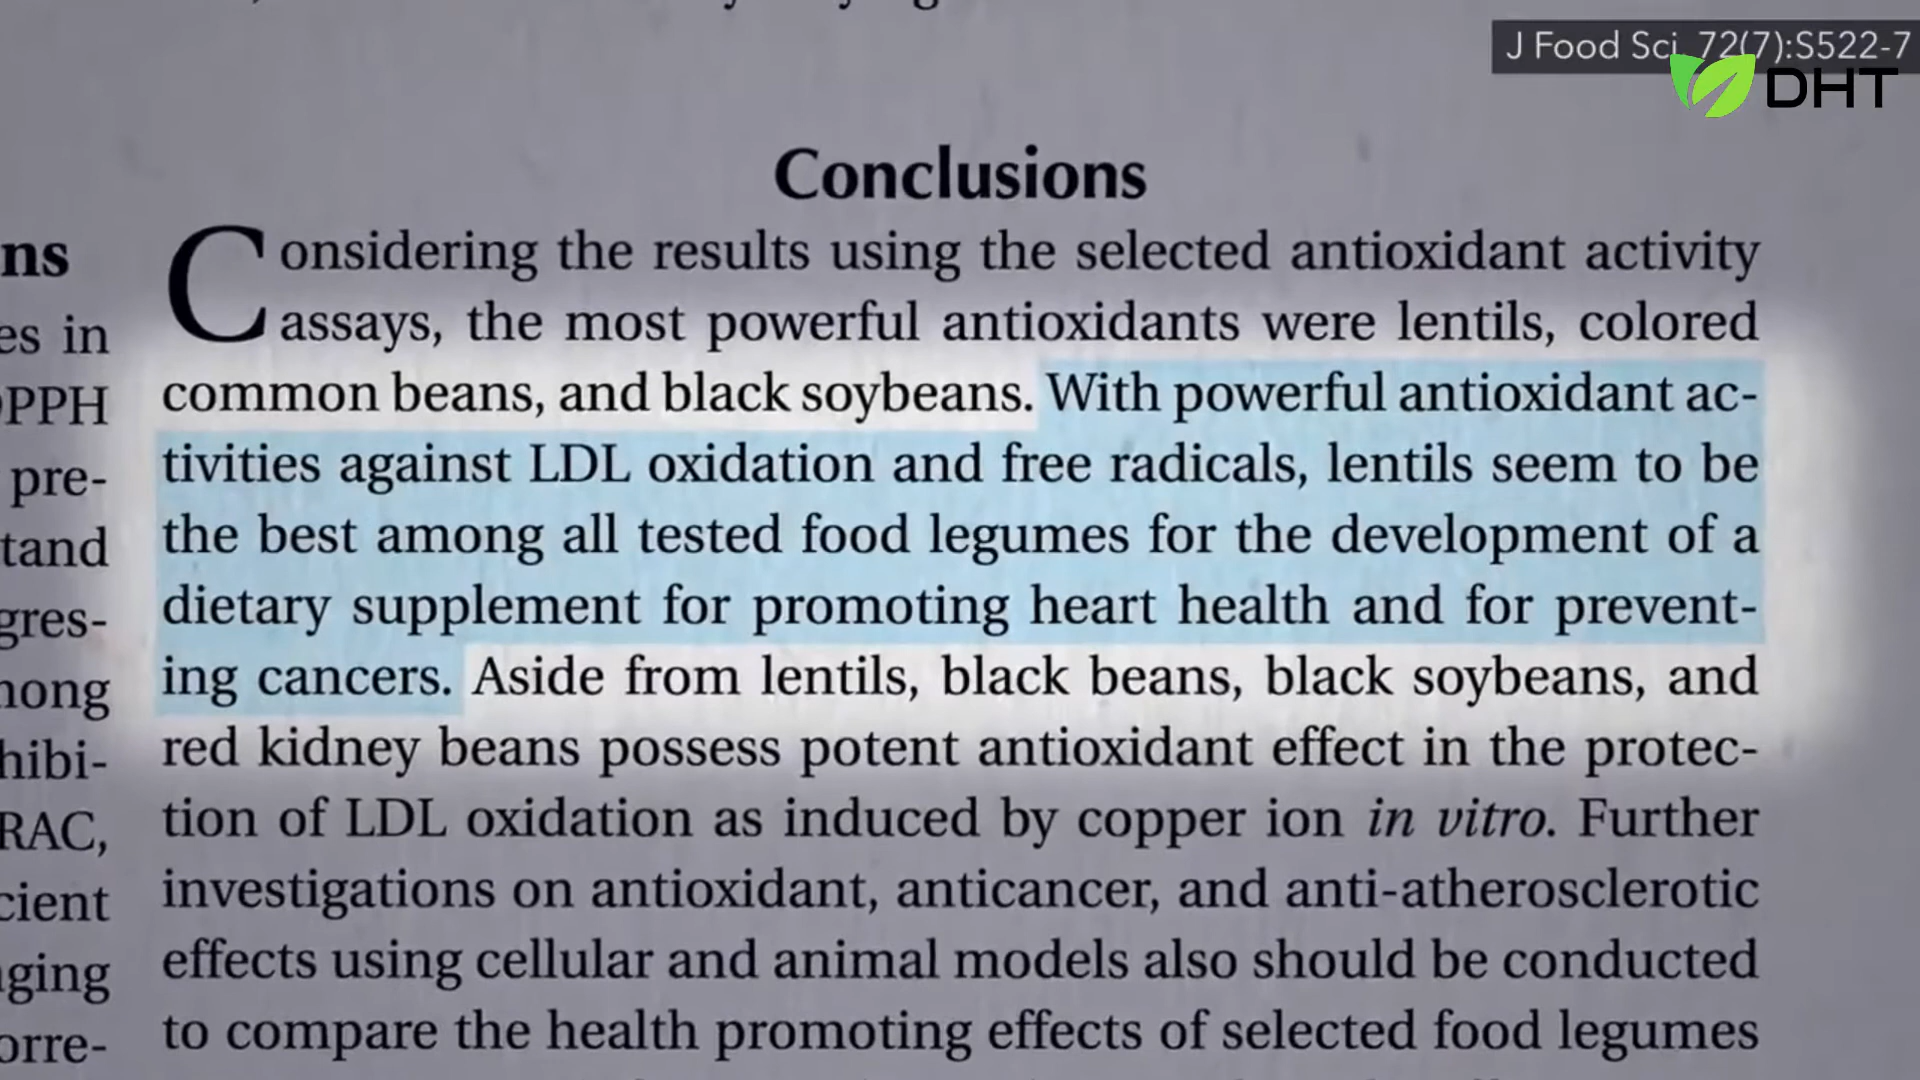 J Food Sci. 72(7):S522-7
DHT
Conclusions
Considering the results using the selected antioxidant activity
assays, the most powerful antioxidants were lentils, colored
common beans, and black soybeans. With powerful antioxidant ac-
tivities against LDL oxidation and free radicals, lentils seem to be
the best among all tested food legumes for the development of a
dietary supplement for promoting heart health and for prevent-
ing cancers. Aside from lentils, black beans, black soybeans, and
red kidney beans possess potent antioxidant effect in the protec-
tion of LDL oxidation as induced by copper ion in vitro. Further
investigations on antioxidant, anticancer, and anti-atherosclerotic
effects using cellular and animal models also should be conducted
to compare the health promoting effects of selected food legumes
ns
es in
PPH
pre-
tand
gres-
nong
hibi-
RAC,
cient
ging
orre-